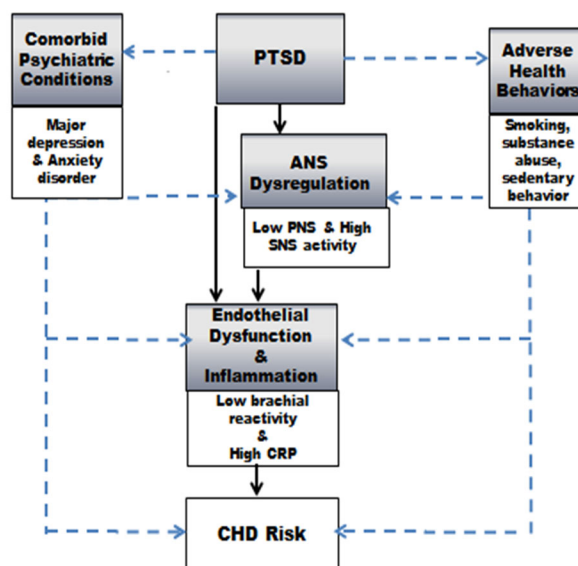 Comorbid
Psychiatric
Conditions
Major
depression
& Anxiety
disorder
PTSD
Adverse
Health
Behaviors
Smoking,
substance
abuse,
sedentary
behavior
ANS
Dysregulation
Low PNS & High
SNS activity
Endothelial
Dysfunction
&
Inflammation
Low brachial
reactivity
&
High CRP
CHD Risk